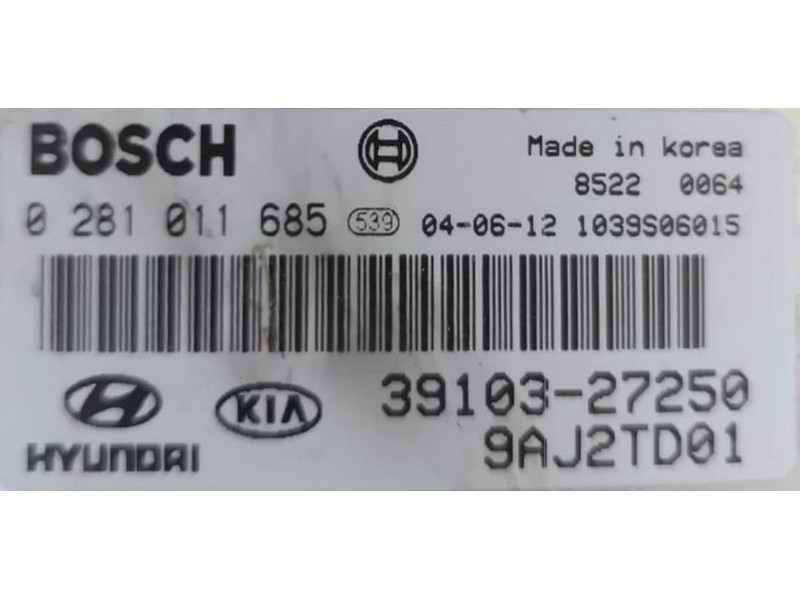 BOSCH
Made in korea
8522 0064
0 281 011 685 539 04-06-12 1039S06015
39103-27250
KIA
HYUNDAI
9AJ2TD01